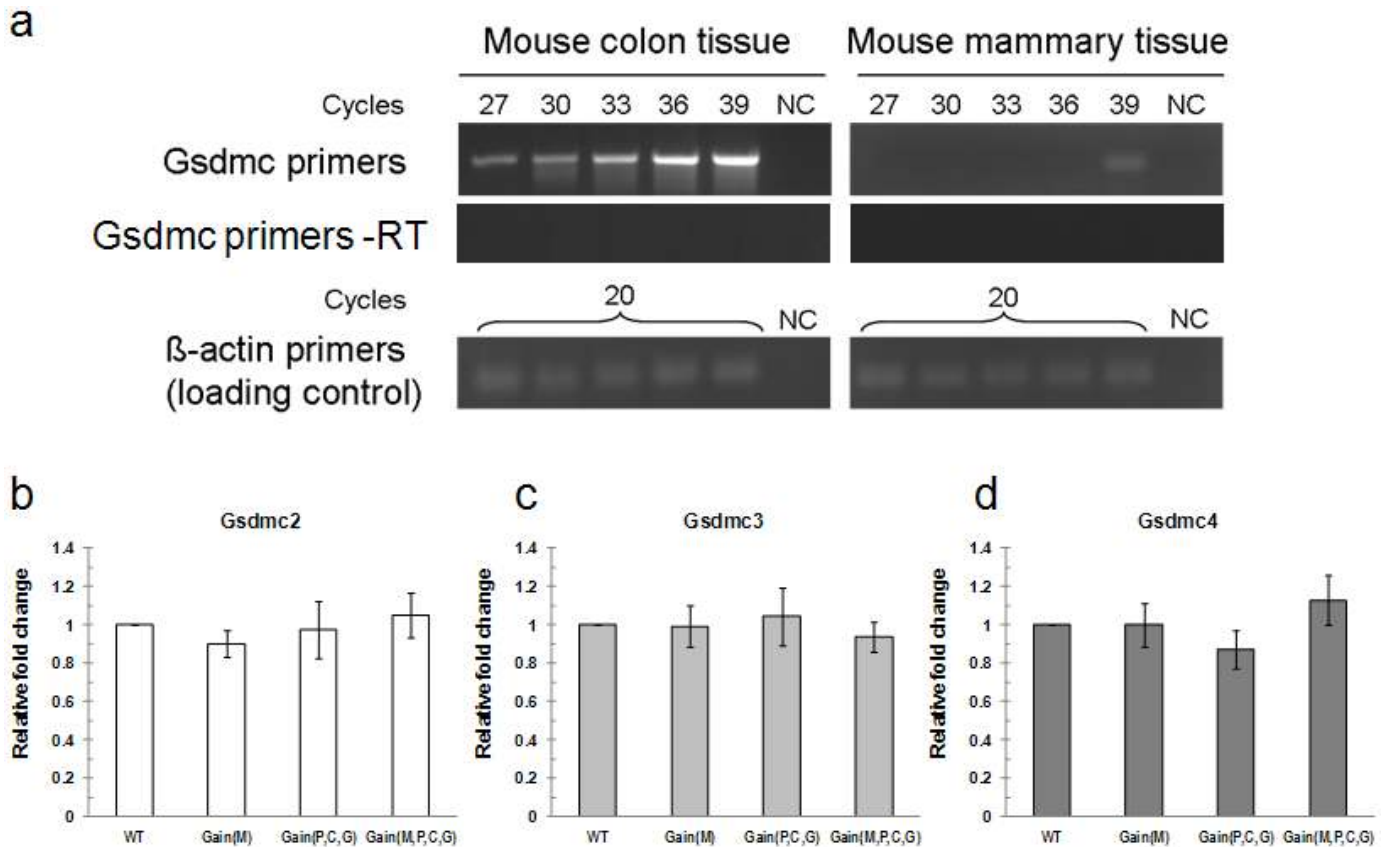 a
Mouse colon tissue
Mouse mammary tissue
Cycles 27 30 33 36 39 NC 27 30 33 36 39 NC
Gsdmc primers
Gsdmc primers -RT
Cycles 20 NC 20 NC
ß-actin primers
(loading control)
b
Gsdmc2
Relative fold change
1.4
1.2
1
0.8
0.6
0.4
0.2
0
WT Gain(M) Gain(P,C,G) Gain(M,P,C,G)
c
Gsdmc3
Relative fold change
1.4
1.2
1
0.8
0.6
0.4
0.2
0
WT Gain(M) Gain(P,C,G) Gain(M,P,C,G)
d
Gsdmc4
Relative fold change
1.4
1.2
1
0.8
0.6
0.4
0.2
0
WT Gain(M) Gain(P,C,G) Gain(M,P,C,G)